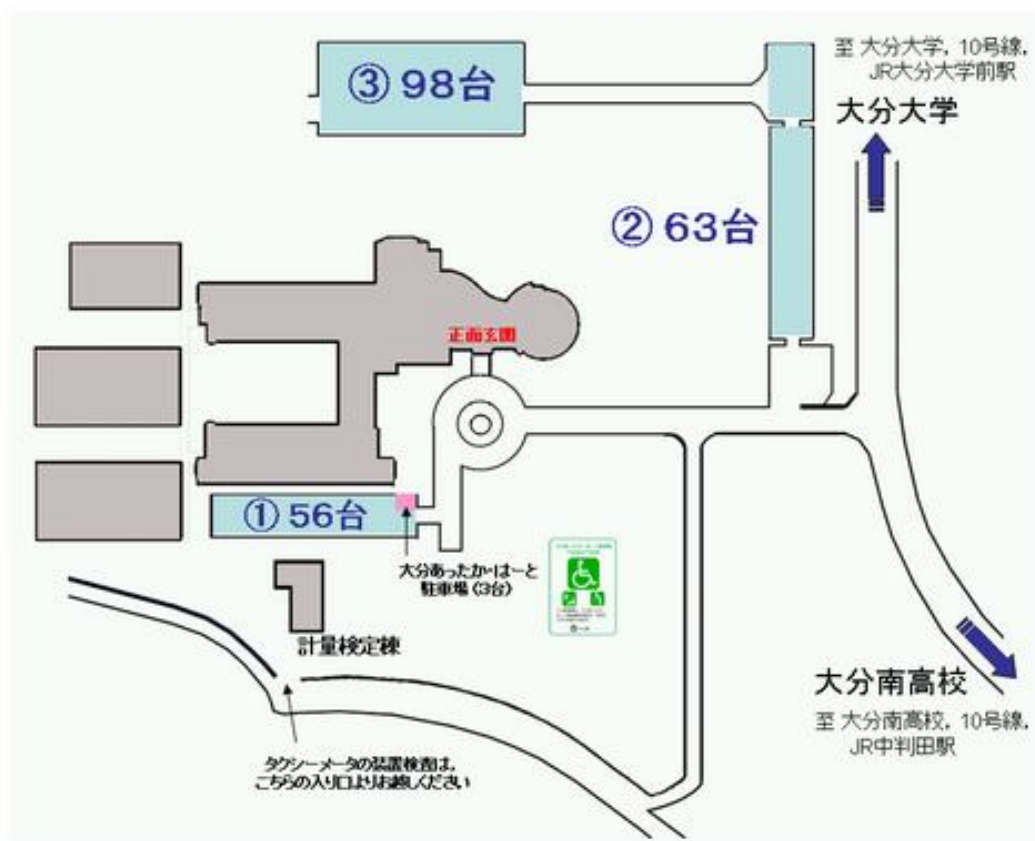 ③ 98台
至 大分大学，10号線，
JR大分大学前駅
大分大学
② 63台
正面玄関
① 56台
大分あったか・はーと
駐車場（3台）
計量検定棟
大分南高校
至 大分南高校，10号線，
JR中判田駅
タクシーメータの装置検査は，
こちらの入り口よりお越しください